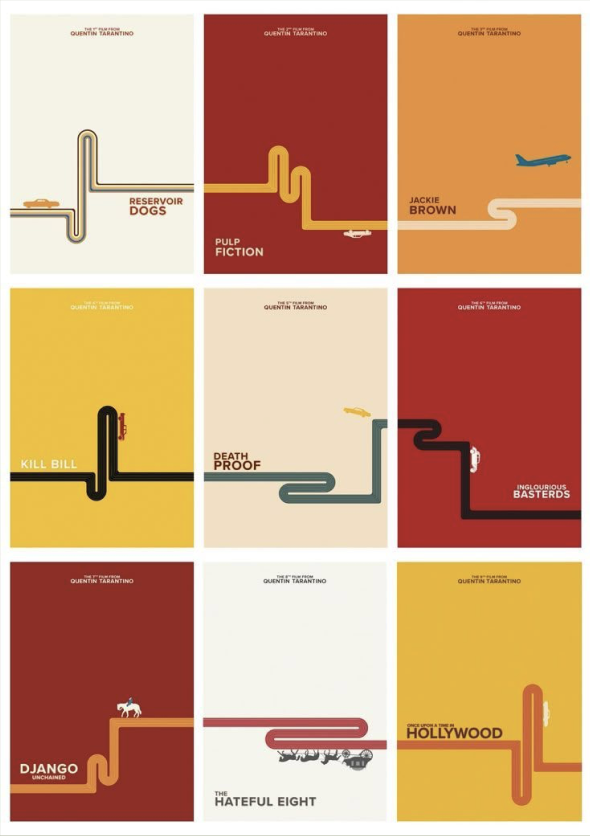 THE 1ST FILM FROM
QUENTIN TARANTINO
RESERVOIR
DOGS
THE 2ND FILM FROM
QUENTIN TARANTINO
PULP
FICTION
THE 3RD FILM FROM
QUENTIN TARANTINO
JACKIE
BROWN
THE 4TH FILM FROM
QUENTIN TARANTINO
KILL BILL
THE 5TH FILM FROM
QUENTIN TARANTINO
DEATH
PROOF
THE 6TH FILM FROM
QUENTIN TARANTINO
INGLOURIOUS
BASTERDS
THE 7TH FILM FROM
QUENTIN TARANTINO
DJANGO
UNCHAINED
THE 8TH FILM FROM
QUENTIN TARANTINO
THE
HATEFUL EIGHT
THE 9TH FILM FROM
QUENTIN TARANTINO
ONCE UPON A TIME IN
HOLLYWOOD